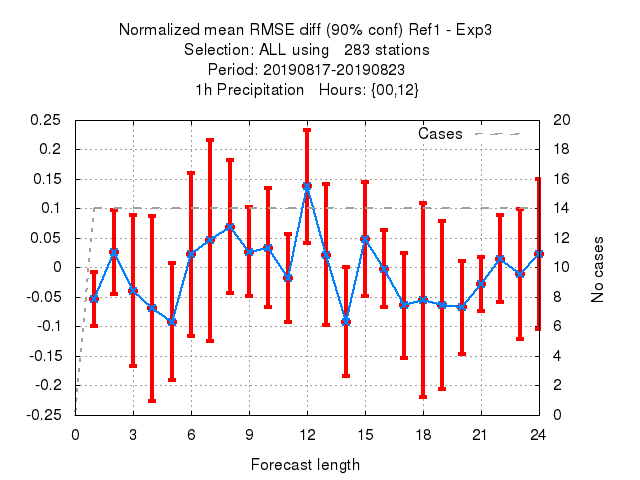 Normalized mean RMSE diff (90% conf) Ref1 - Exp3
Selection: ALL using   283 stations
Period: 20190817-20190823
1h Precipitation   Hours: {00,12}
Cases
0.25
0.2
0.15
0.1
0.05
0
-0.05
-0.1
-0.15
-0.2
-0.25
20
18
16
14
12
10
8
6
4
2
0
No cases
0 3 6 9 12 15 18 21 24
Forecast length